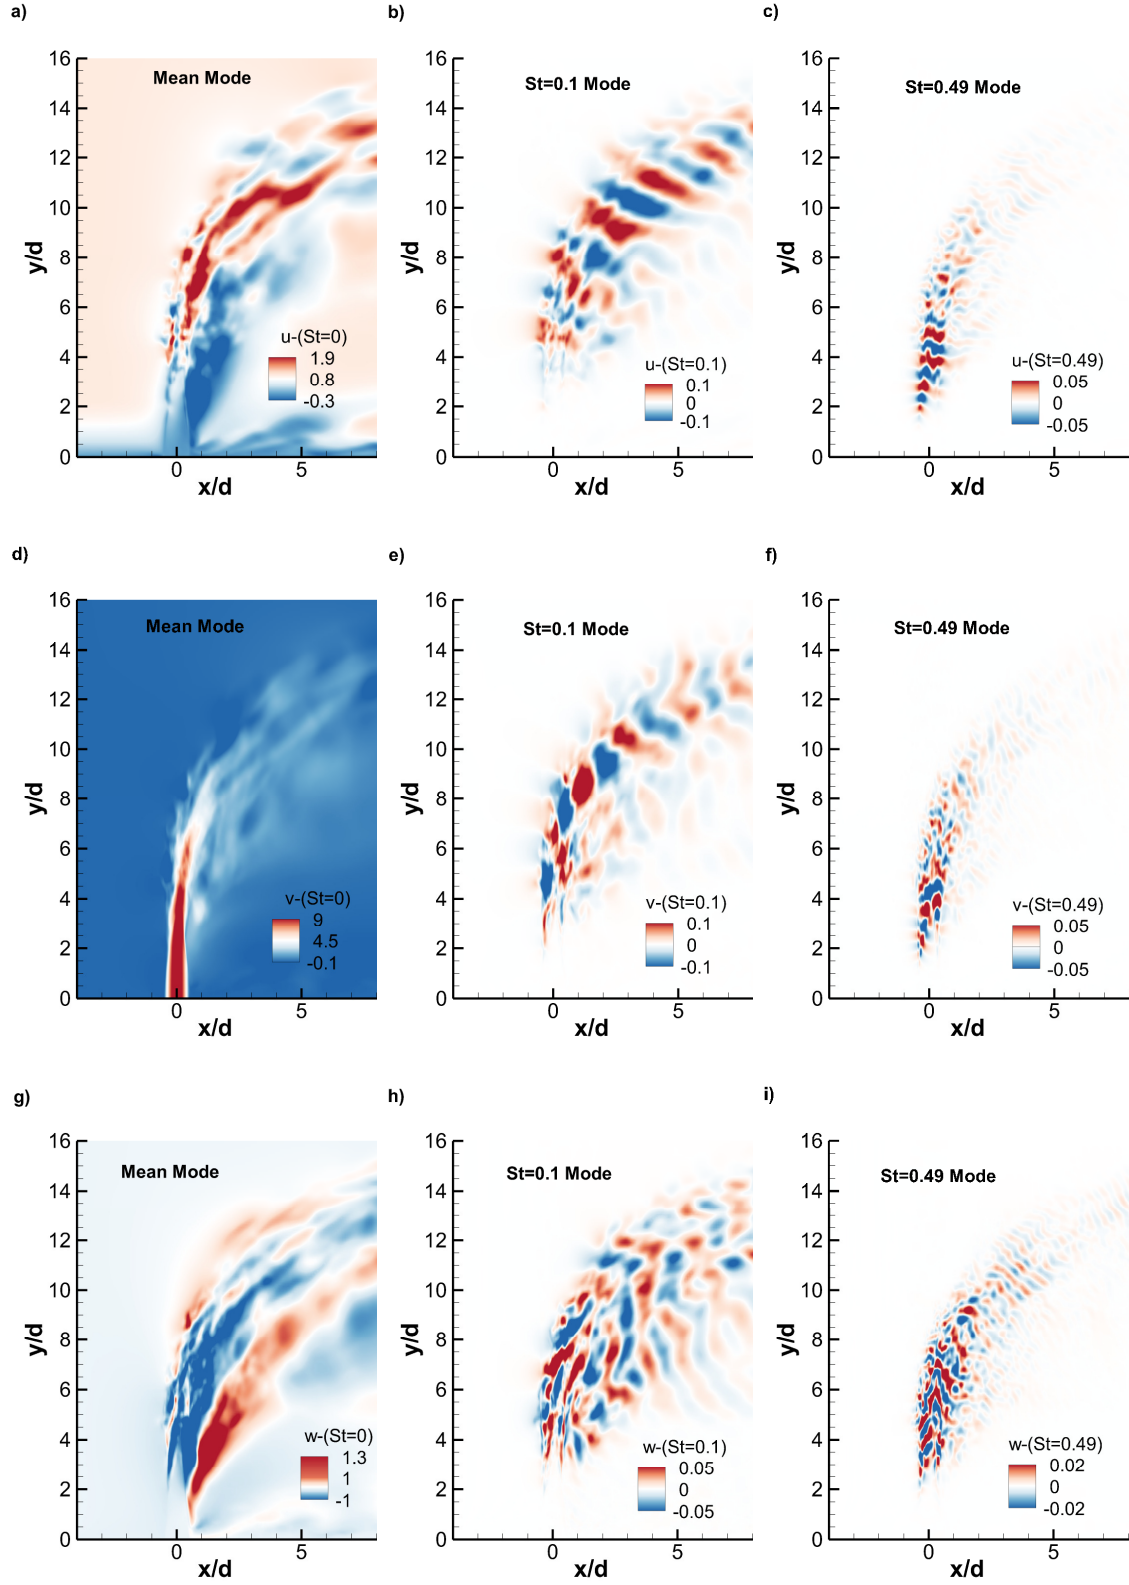 a)
b)
c)
Mean Mode
St=0.1 Mode
St=0.49 Mode
16
14
12
10
8
6
4
2
0
y/d
u-(St=0)
1.9
0.8
-0.3
0
5
x/d
16
14
12
10
8
6
4
2
0
y/d
u-(St=0.1)
0.1
0
-0.1
0
5
x/d
16
14
12
10
8
6
4
2
0
y/d
u-(St=0.49)
0.05
0
-0.05
0
5
x/d
d)
e)
f)
Mean Mode
St=0.1 Mode
St=0.49 Mode
16
14
12
10
8
6
4
2
0
y/d
v-(St=0)
9
4.5
-0.1
0
5
x/d
16
14
12
10
8
6
4
2
0
y/d
v-(St=0.1)
0.1
0
-0.1
0
5
x/d
16
14
12
10
8
6
4
2
0
y/d
v-(St=0.49)
0.05
0
-0.05
0
5
x/d
g)
h)
i)
Mean Mode
St=0.1 Mode
St=0.49 Mode
16
14
12
10
8
6
4
2
0
y/d
w-(St=0)
1.3
1
-1
0
5
x/d
16
14
12
10
8
6
4
2
0
y/d
w-(St=0.1)
0.05
0
-0.05
0
5
x/d
16
14
12
10
8
6
4
2
0
y/d
w-(St=0.49)
0.02
0
-0.02
0
5
x/d